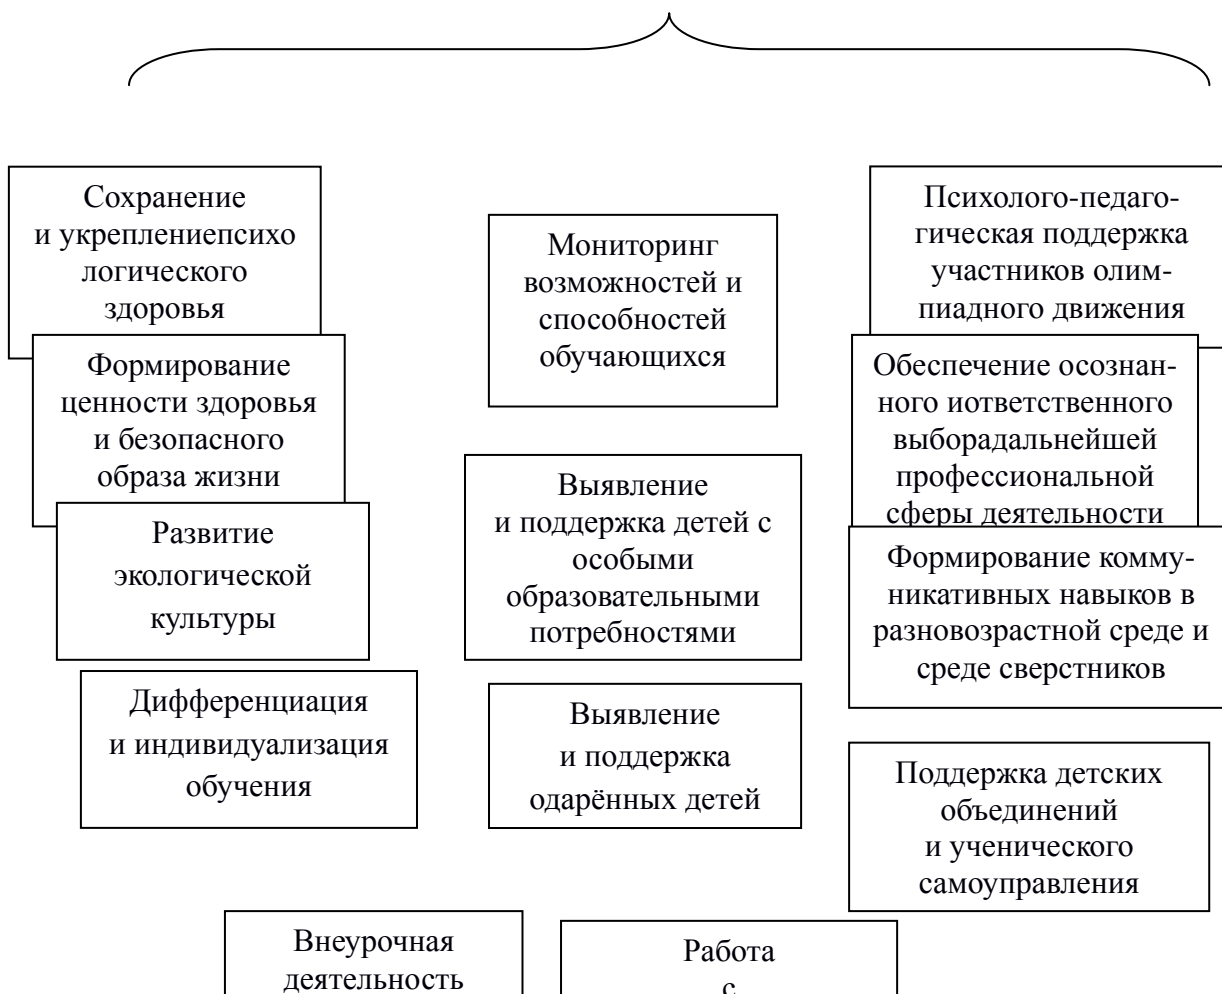 Сохранение
и укреплениепсихо
логического
здоровья
Формирование
ценности здоровья
и безопасного
образа жизни
Развитие
экологической
культуры
Дифференциация
и индивидуализация
обучения
Мониторинг
возможностей и
способностей
обучающихся
Выявление
и поддержка детей с
особыми
образовательными
потребностями
Выявление
и поддержка
одарённых детей
Психолого-педаго-
гическая поддержка
участников олим-
пиадного движения
Обеспечение осознан-
ного иответственного
выборадальнейшей
профессиональной
сферы деятельности
Формирование комму-
никативных навыков в
разновозрастной среде и
среде сверстников
Поддержка детских
объединений
и ученического
самоуправления
Внеурочная
деятельность
Работа
с